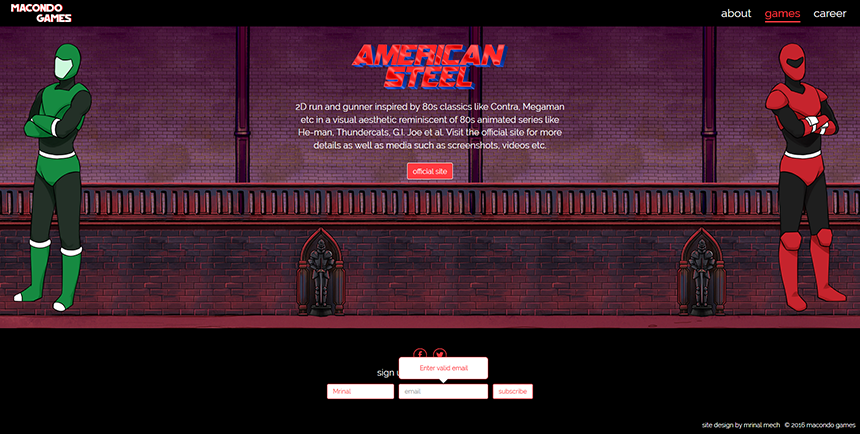 MACONDO
GAMES
about games career
AMERICAN
STEEL
2D run and gunner inspired by 80s classics like Contra, Megaman
etc in a visual aesthetic reminiscent of 80s animated series like
He-man, Thundercats, G.I. Joe et al. Visit the official site for more
details as well as media such as screenshots, videos etc.
official site
Enter valid email
sign
Mrinal email subscribe
site design by mrinal mech © 2016 macondo games